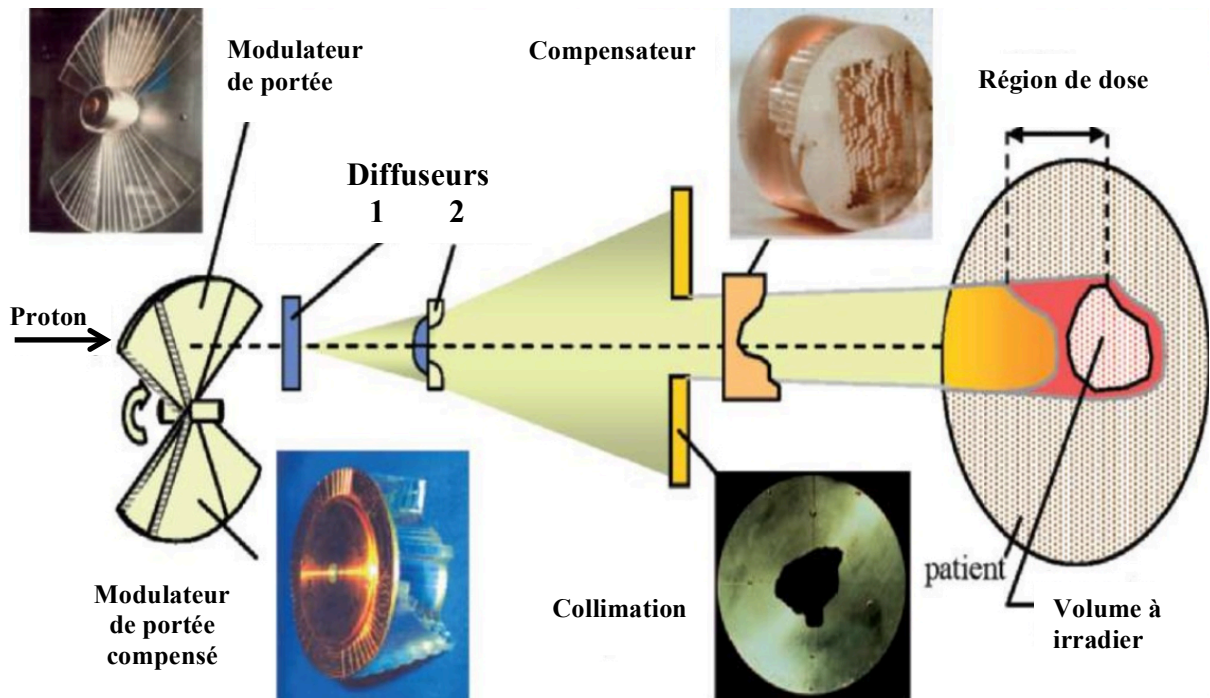 Modulateur
de portée
Compensateur
Région de dose
Diffuseurs
1 2
Proton
Modulateur
de portée
compensé
Collimation
patient
Volume à
irradier